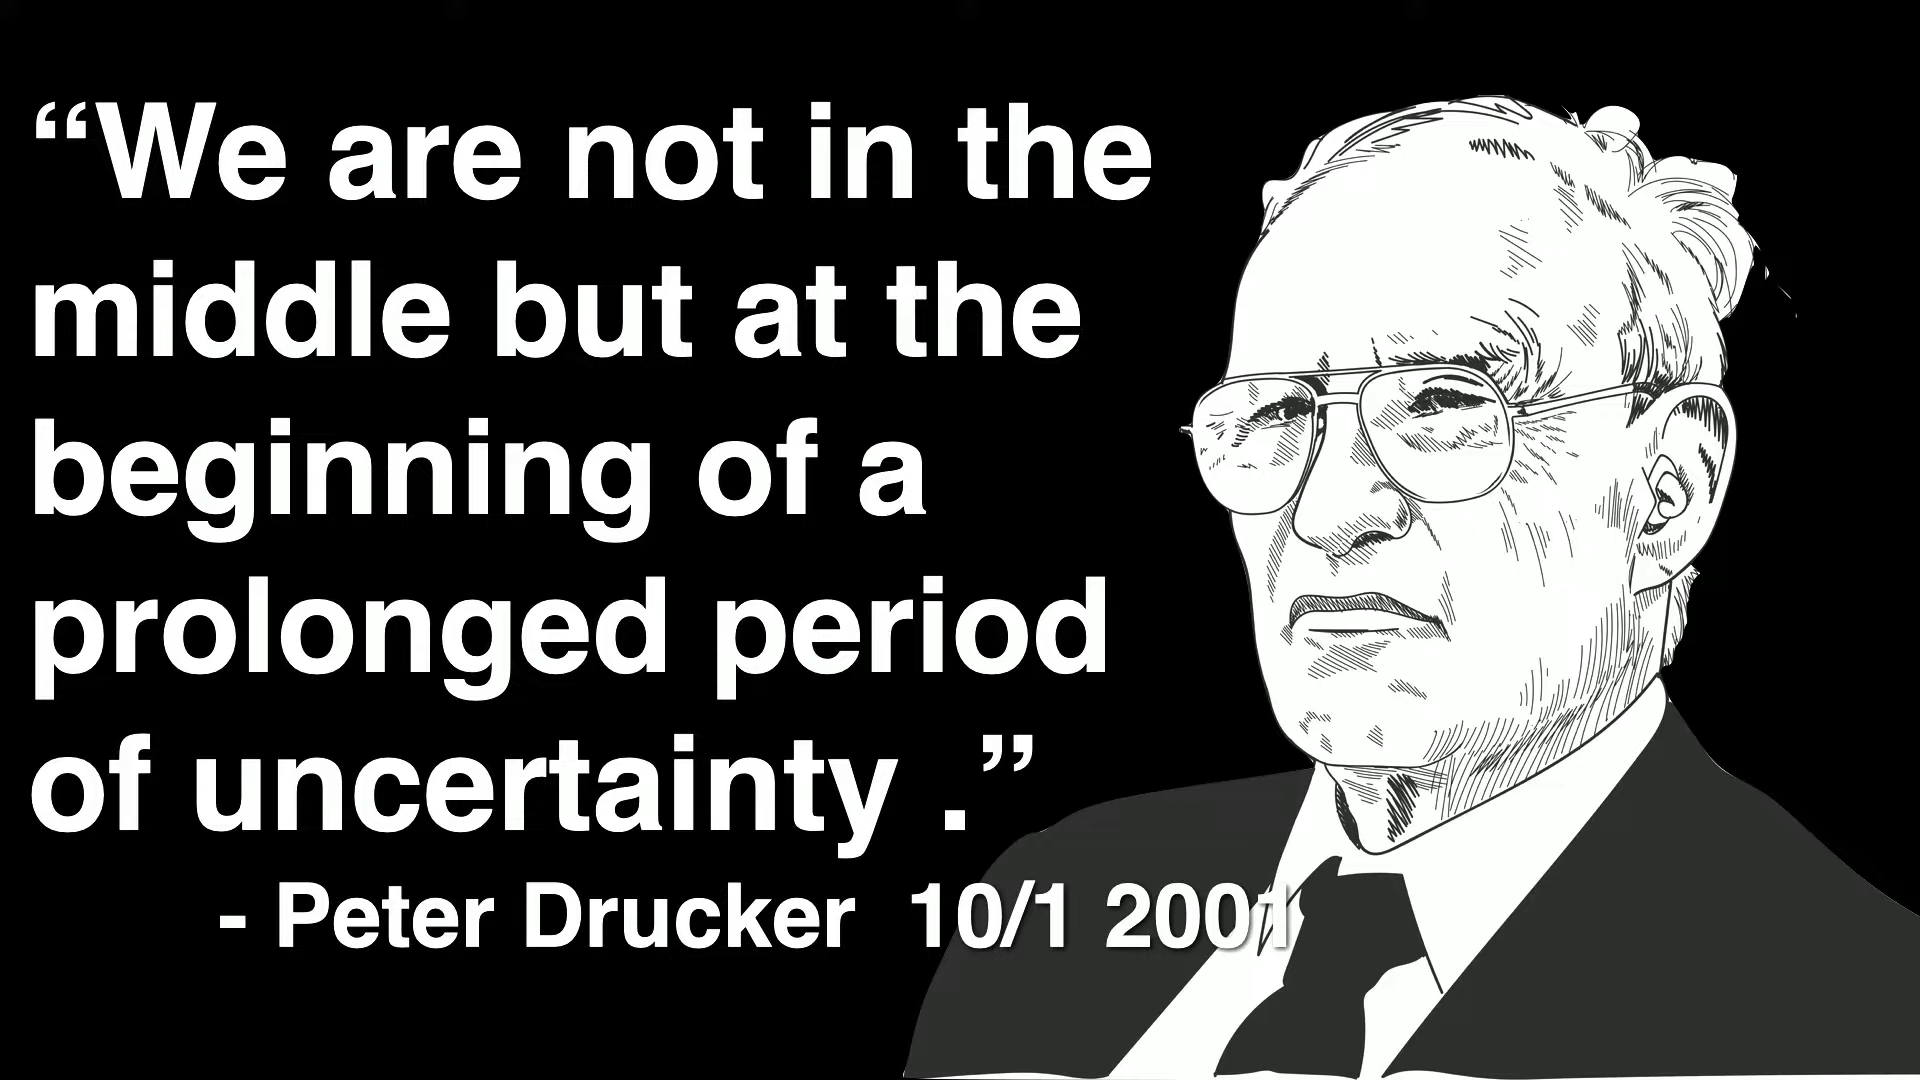 “We are not in the
middle but at the
beginning of a
prolonged period
of uncertainty .”
- Peter Drucker  10/1 2001